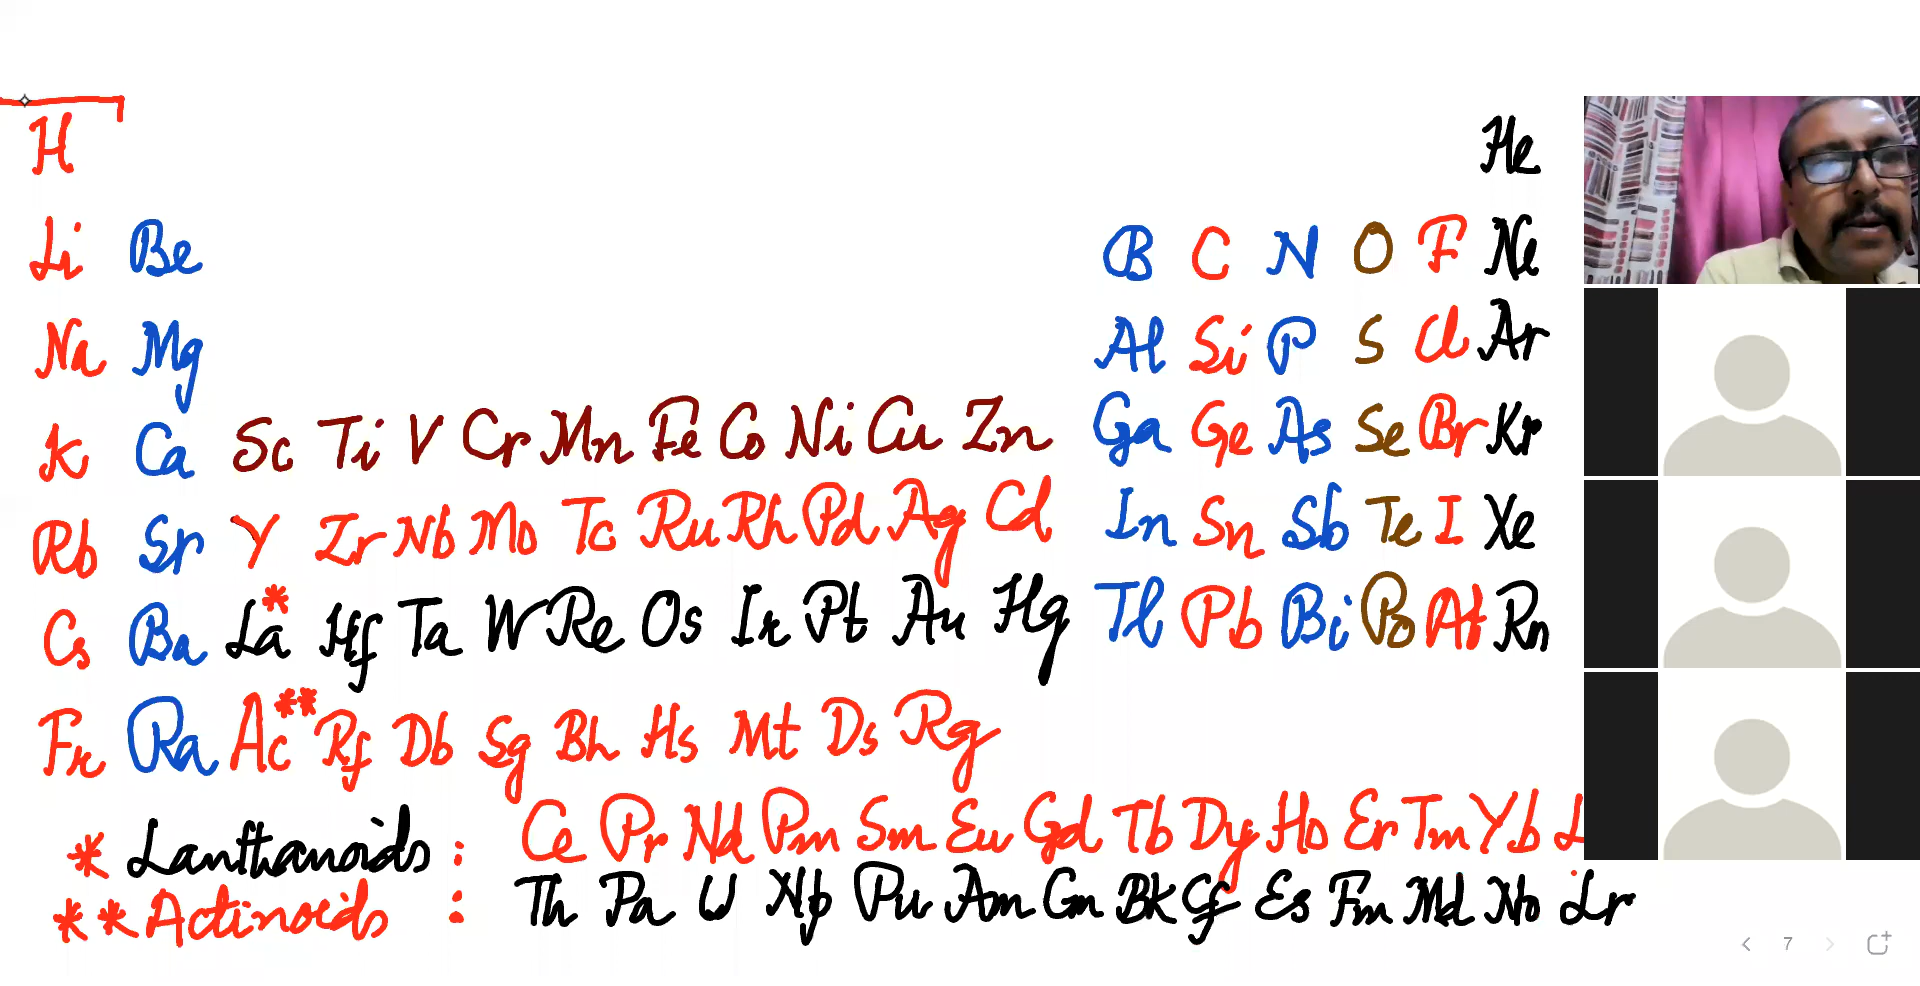 H He
Li Be B C N O F Ne
Na Mg Al Si P S Cl Ar
K Ca Sc Ti V Cr Mn Fe Co Ni Cu Zn Ga Ge As Se Br Kr
Rb Sr Y Zr Nb Mo Tc Ru Rh Pd Ag Cd In Sn Sb Te I Xe
Cs Ba La* Hf Ta W Re Os Ir Pt Au Hg Tl Pb Bi Po At Rn
Fr Ra Ac** Rf Db Sg Bh Hs Mt Ds Rg
* Lanthanoids : Ce Pr Nd Pm Sm Eu Gd Tb Dy Ho Er Tm Yb L
** Actinoids : Th Pa U Np Pu Am Cm Bk Cf Es Fm Md No Lr
7